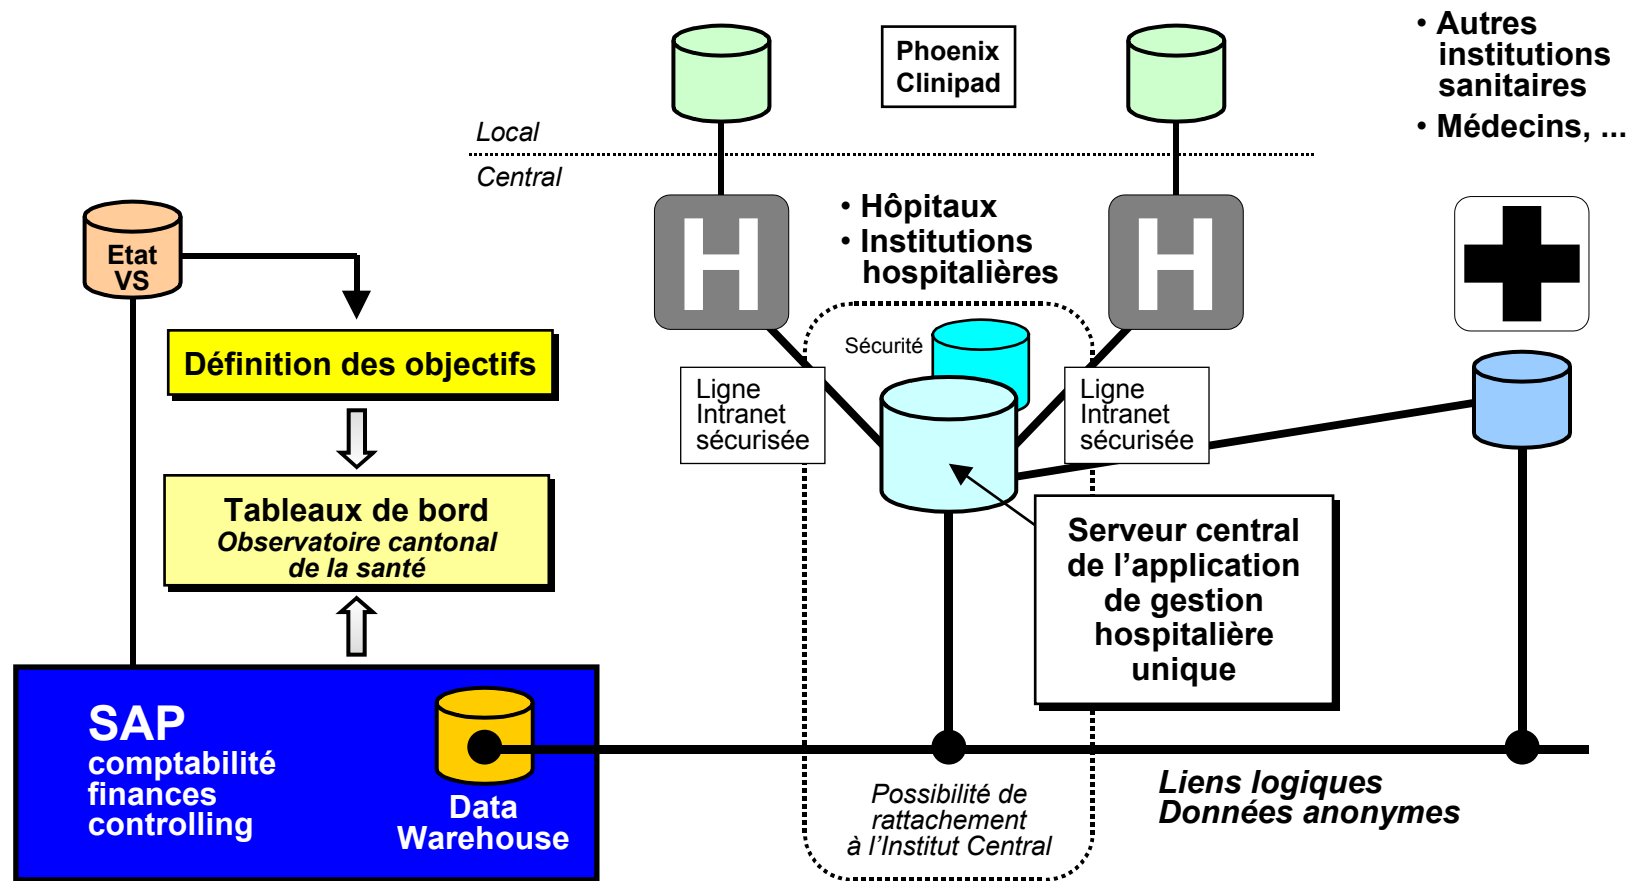 Phoenix
Clinipad
• Autres
institutions
sanitaires
• Médecins, ...
Local
Central
H
• Hôpitaux
• Institutions
hospitalières
H
Etat
VS
Définition des objectifs
Sécurité
Ligne
Intranet
sécurisée
Ligne
Intranet
sécurisée
Tableaux de bord
Observatoire cantonal
de la santé
Serveur central
de l’application
de gestion
hospitalière
unique
SAP
comptabilité
finances
controlling
Data
Warehouse
Possibilité de
rattachement
à l’Institut Central
Liens logiques
Données anonymes